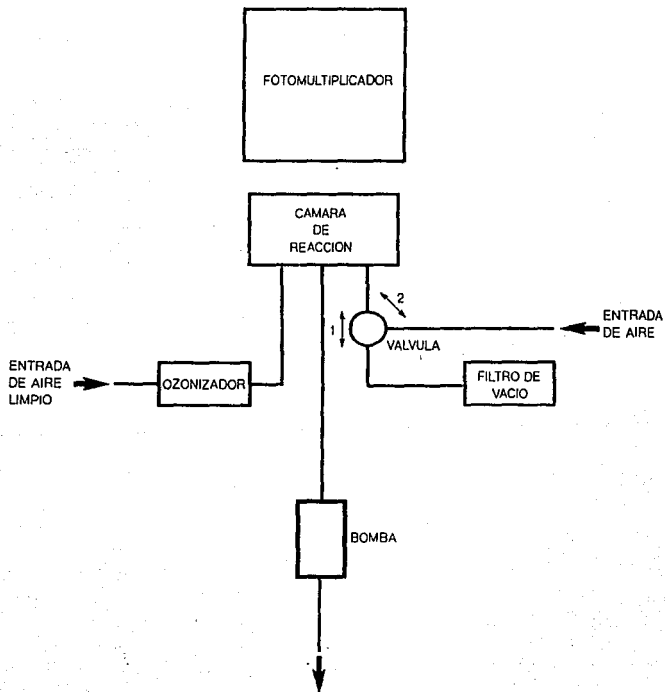 FOTOMULTIPLICADOR
CAMARA
DE
REACCION
2
1
VALVULA
ENTRADA
DE AIRE
ENTRADA
DE AIRE
LIMPIO
OZONIZADOR
FILTRO DE
VACIO
BOMBA